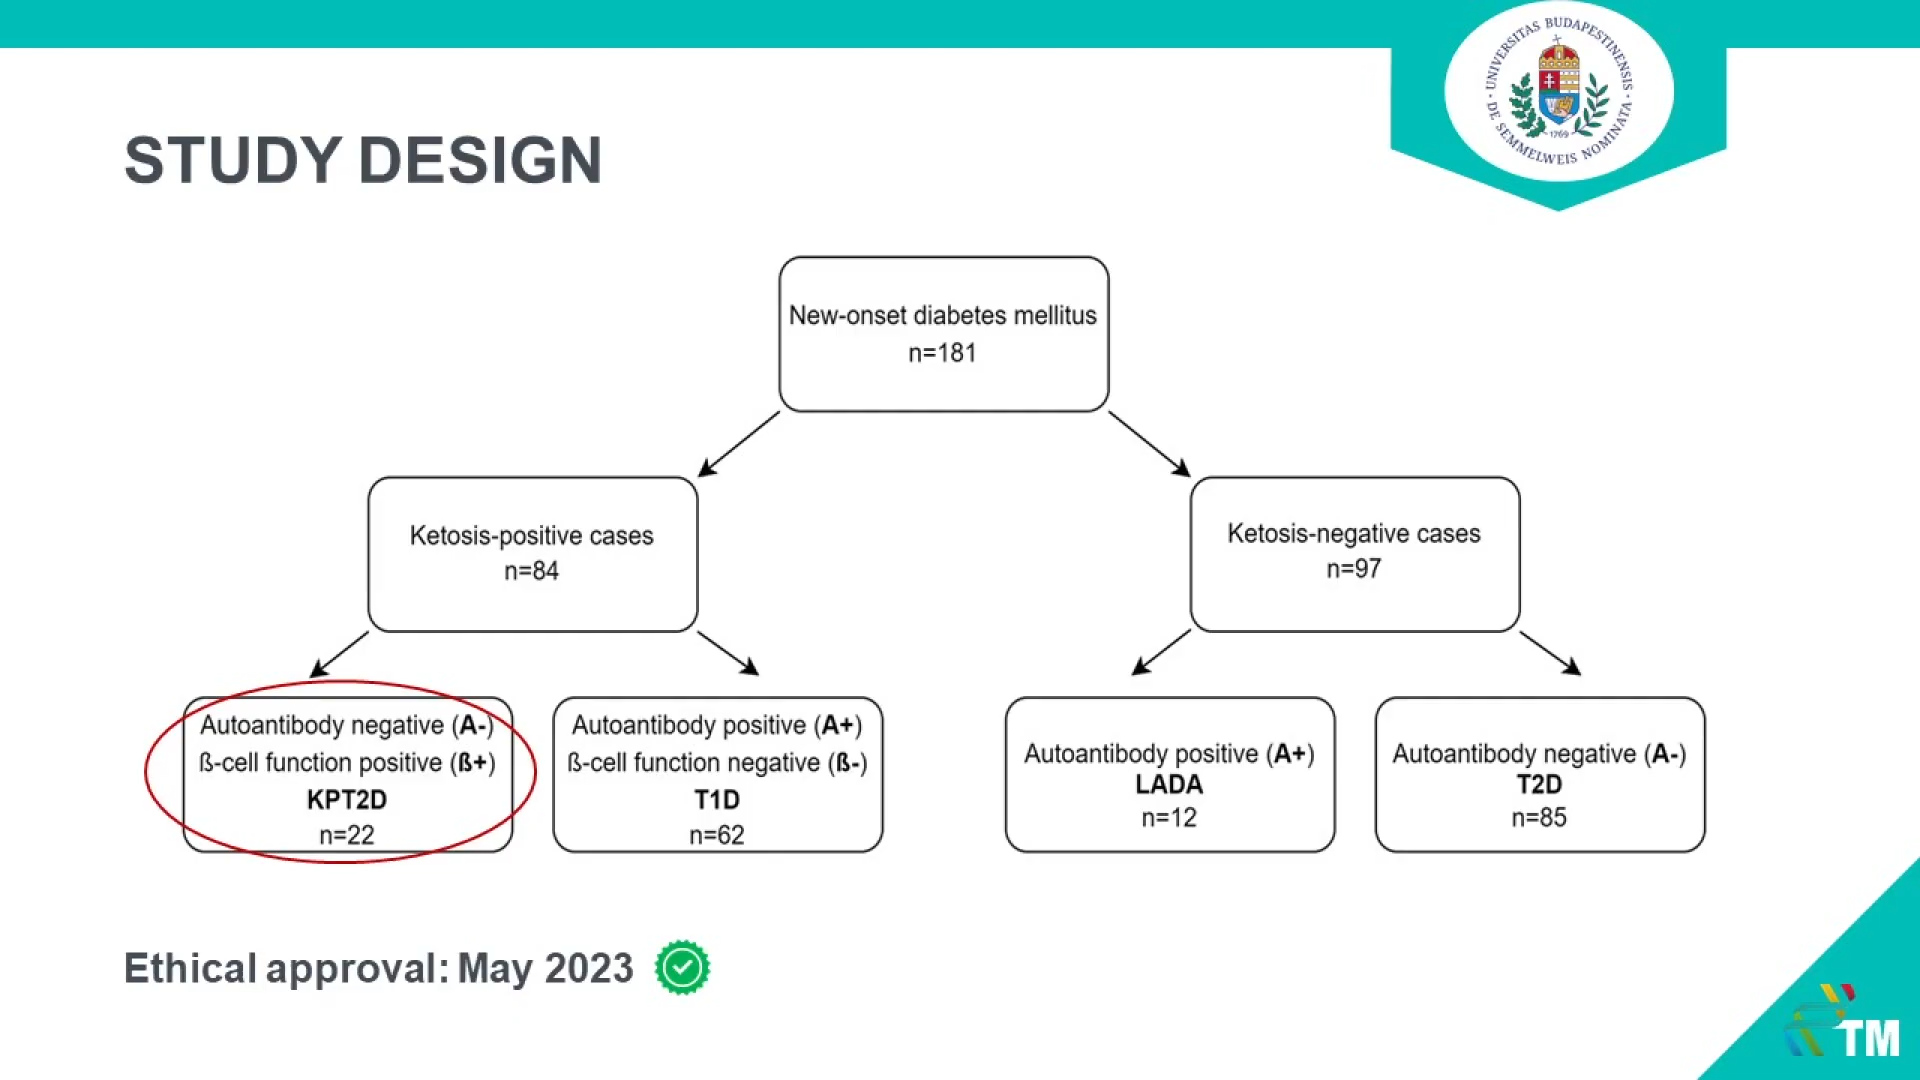 UNIVERSITAS BUDAPESTINENSIS
DE SEMMELWEIS NOMINATA
1769
STUDY DESIGN
New-onset diabetes mellitus
n=181
Ketosis-positive cases
n=84
Ketosis-negative cases
n=97
Autoantibody negative (A-)
ß-cell function positive (ß+)
KPT2D
n=22
Autoantibody positive (A+)
ß-cell function negative (ß-)
T1D
n=62
Autoantibody positive (A+)
LADA
n=12
Autoantibody negative (A-)
T2D
n=85
Ethical approval: May 2023
TM